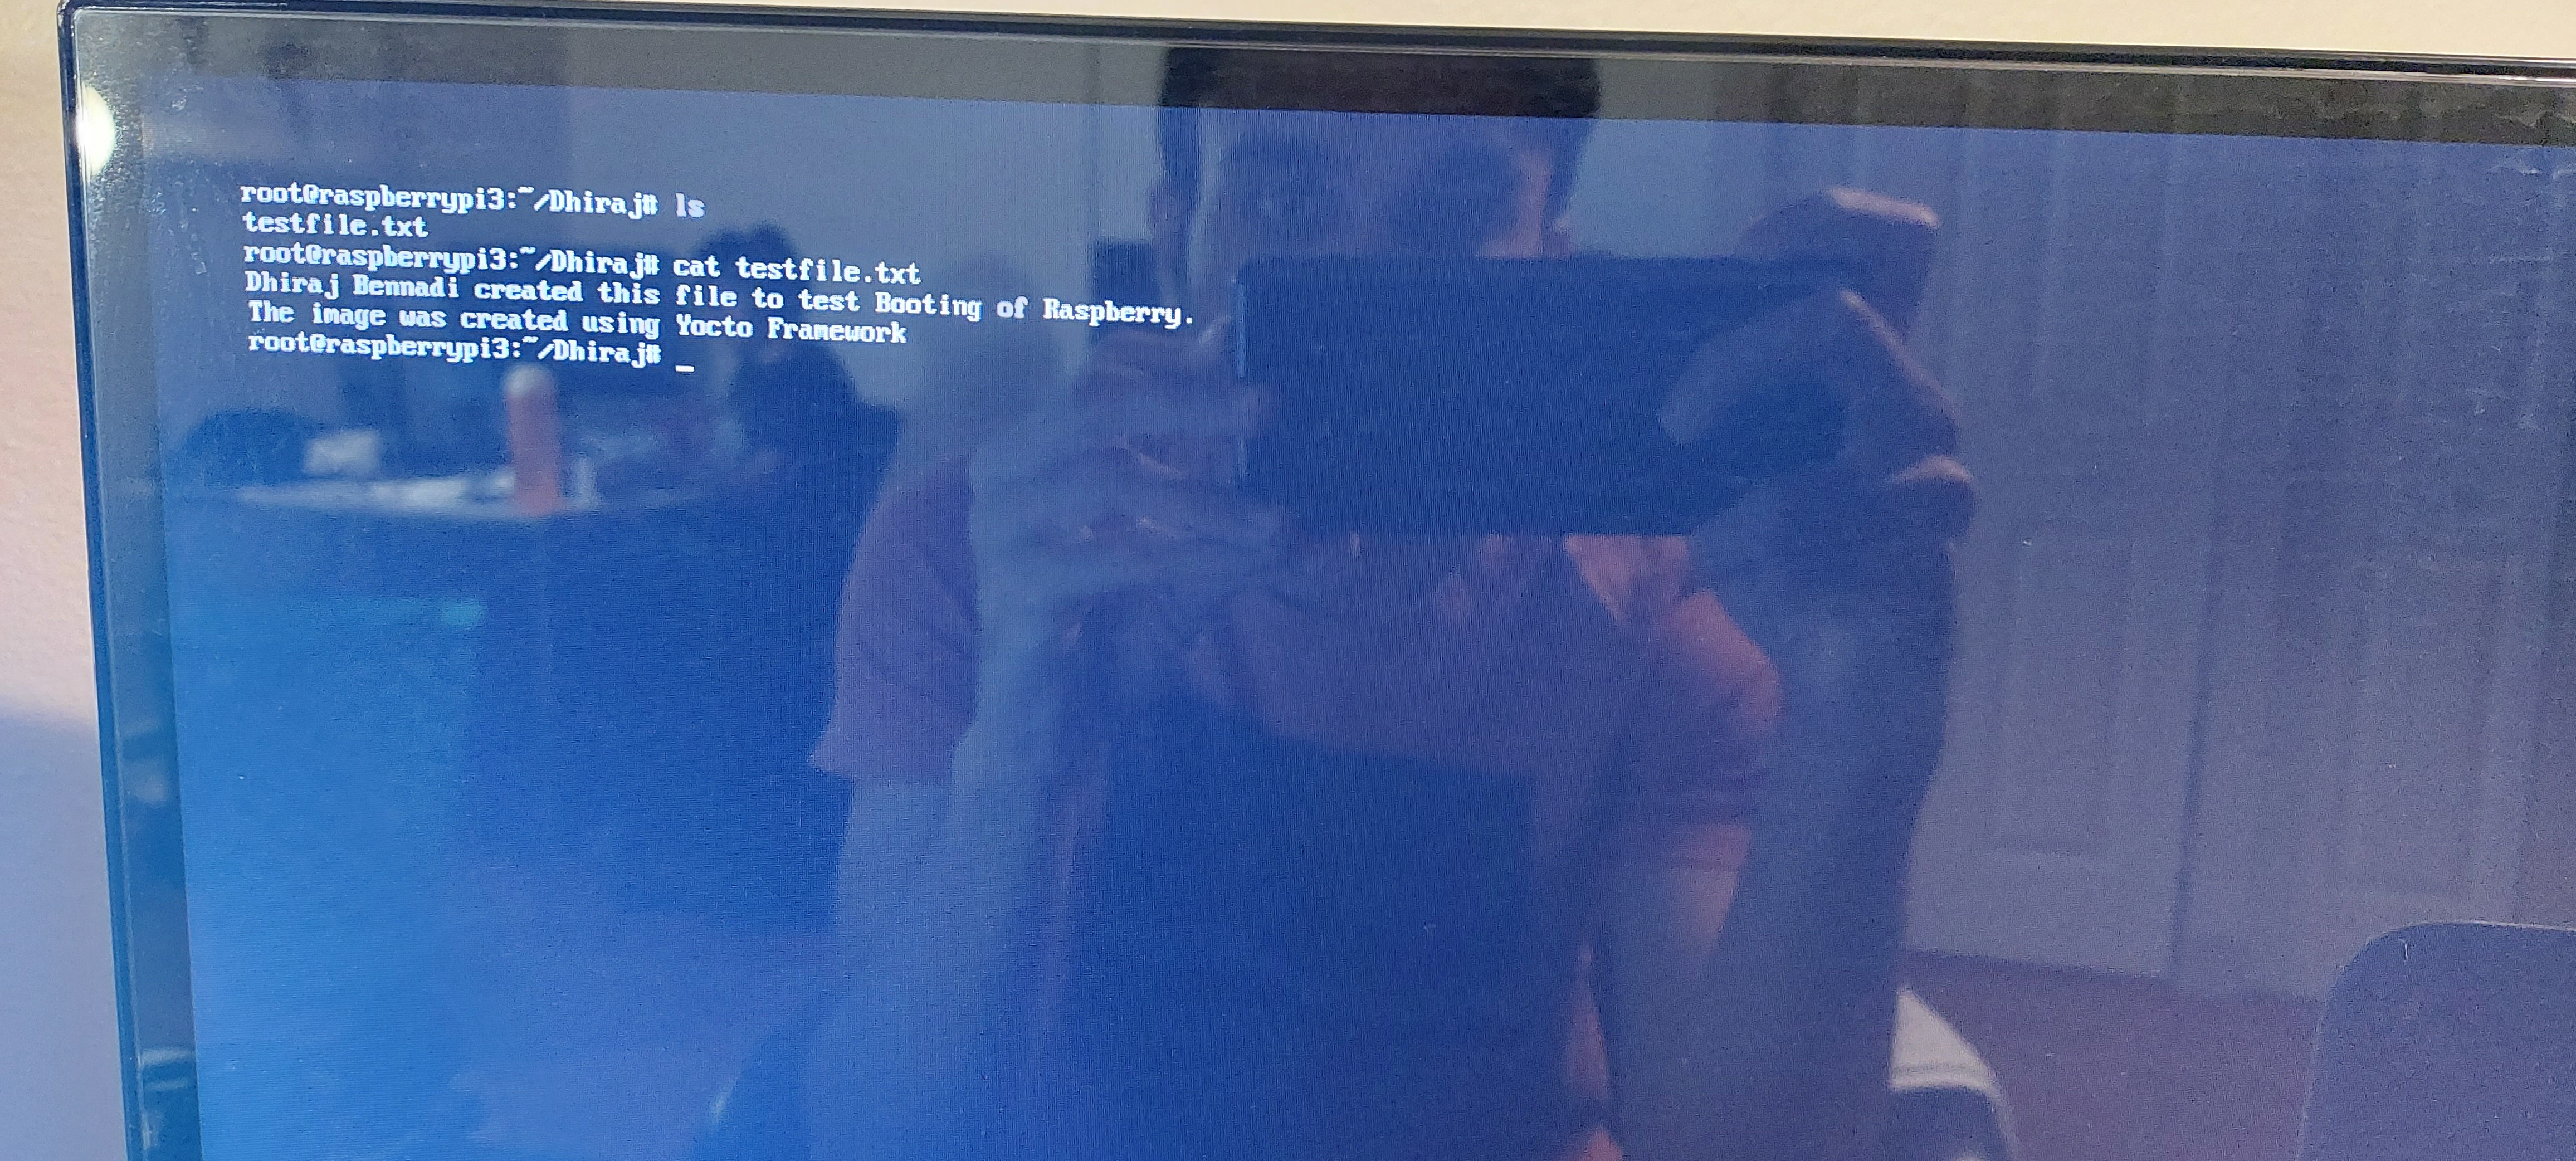 root@raspberrypi3:~/Dhiraj# ls
testfile.txt
root@raspberrypi3:~/Dhiraj# cat testfile.txt
Dhiraj Bennadi created this file to test Booting of Raspberry.
The image was created using Yocto Framework
root@raspberrypi3:~/Dhiraj# _